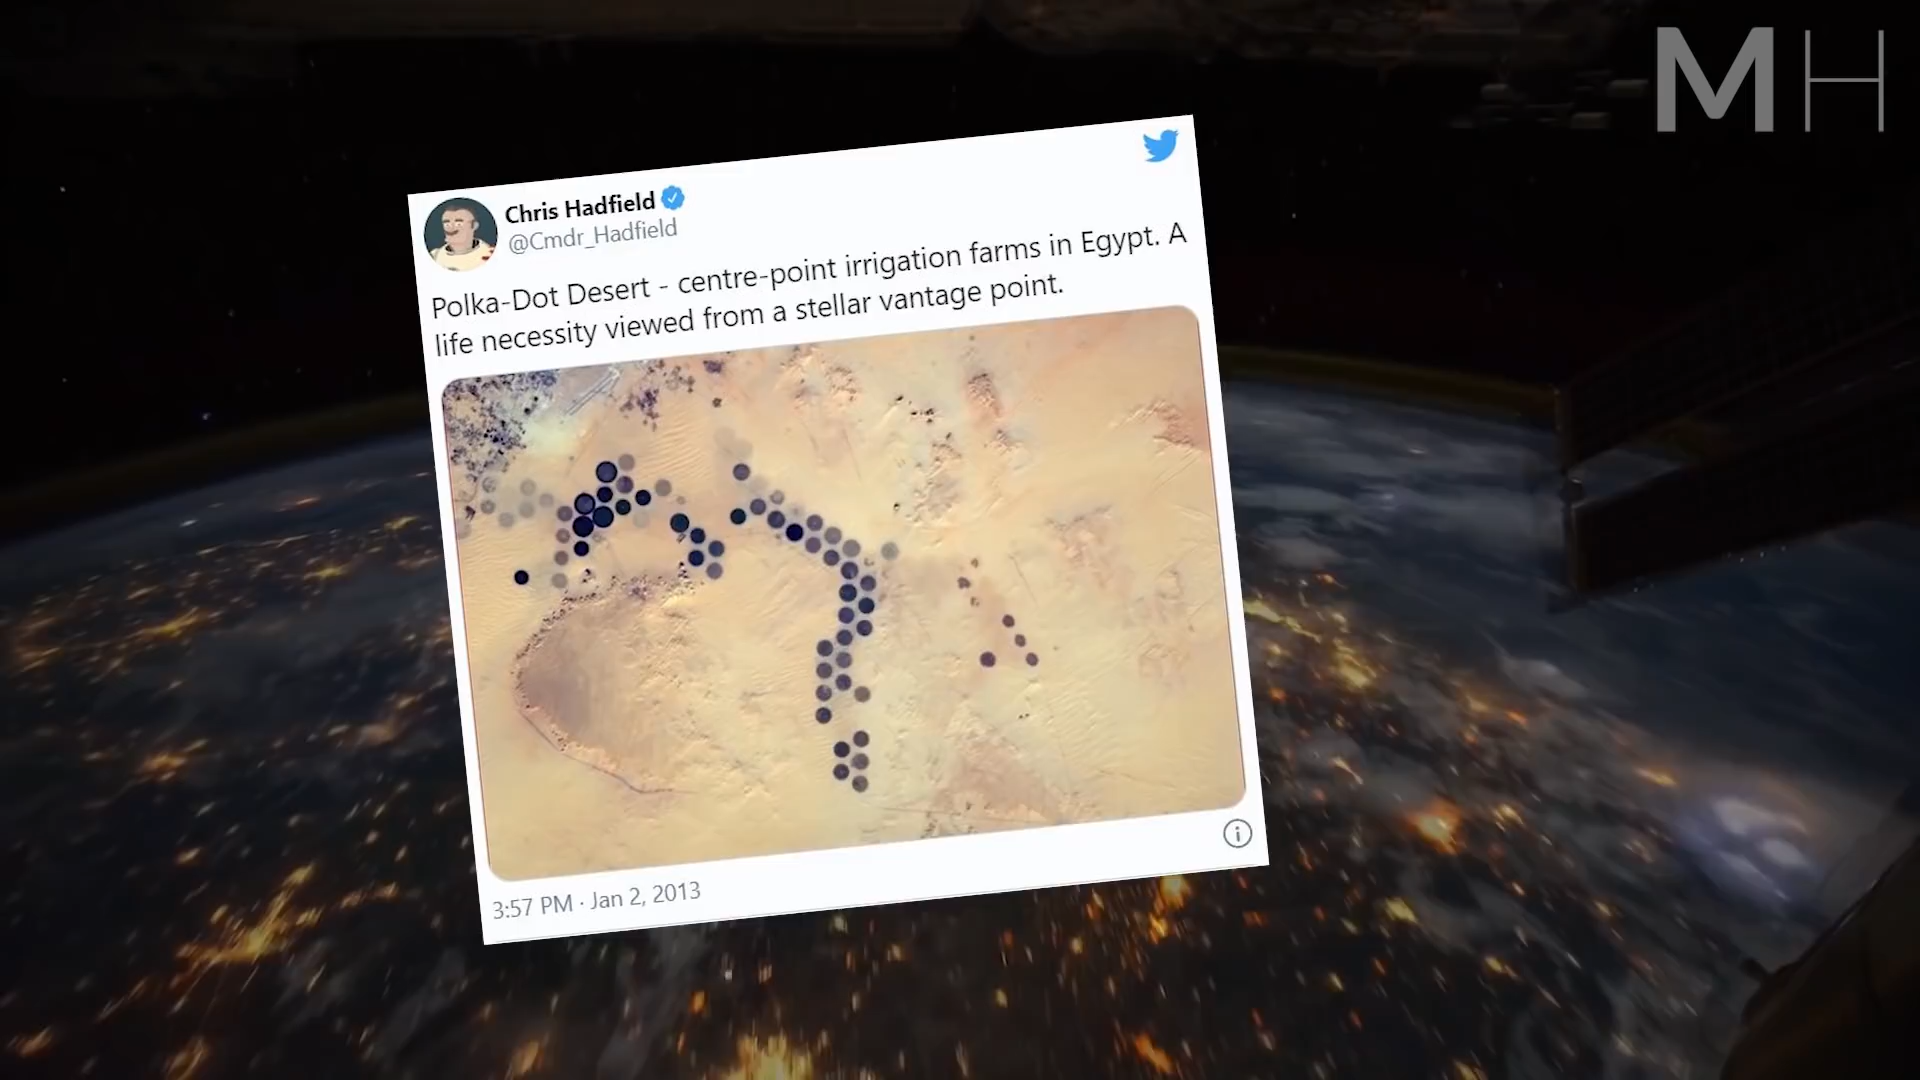 MH
Chris Hadfield
@Cmdr_Hadfield
Polka-Dot Desert - centre-point irrigation farms in Egypt. A
life necessity viewed from a stellar vantage point.
3:57 PM · Jan 2, 2013